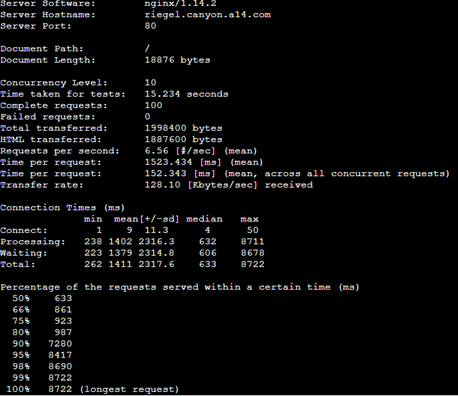 Server Software: nginx/1.14.2
Server Hostname: riegel.canyon.a14.com
Server Port: 80
Document Path: /
Document Length: 18876 bytes
Concurrency Level: 10
Time taken for tests: 15.234 seconds
Complete requests: 100
Failed requests: 0
Total transferred: 1998400 bytes
HTML transferred: 1887600 bytes
Requests per second: 6.56 [#/sec] (mean)
Time per request: 1523.434 [ms] (mean)
Time per request: 152.343 [ms] (mean, across all concurrent requests)
Transfer rate: 128.10 [Kbytes/sec] received
Connection Times (ms)
min mean[+/-sd] median max
Connect: 1 9 11.3 4 50
Processing: 238 1402 2316.3 632 8711
Waiting: 223 1379 2314.8 606 8678
Total: 262 1411 2317.6 633 8722
Percentage of the requests served within a certain time (ms)
50% 633
66% 861
75% 923
80% 987
90% 7280
95% 8417
98% 8690
99% 8722
100% 8722 (longest request)